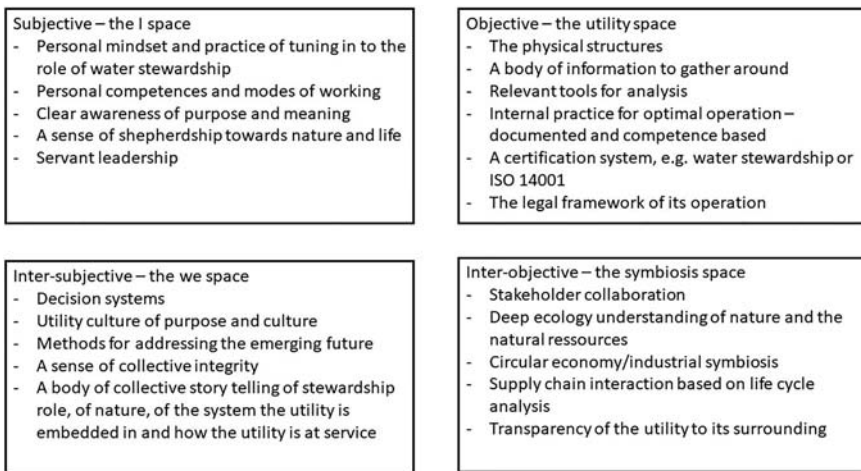 Subjective – the I space
- Personal mindset and practice of tuning in to the
role of water stewardship
- Personal competences and modes of working
- Clear awareness of purpose and meaning
- A sense of shepherdship towards nature and life
- Servant leadership
Objective – the utility space
- The physical structures
- A body of information to gather around
- Relevant tools for analysis
- Internal practice for optimal operation –
documented and competence based
- A certification system, e.g. water stewardship or
ISO 14001
- The legal framework of its operation
Inter-subjective – the we space
- Decision systems
- Utility culture of purpose and culture
- Methods for addressing the emerging future
- A sense of collective integrity
- A body of collective story telling of stewardship
role, of nature, of the system the utility is
embedded in and how the utility is at service
Inter-objective – the symbiosis space
- Stakeholder collaboration
- Deep ecology understanding of nature and the
natural ressources
- Circular economy/industrial symbiosis
- Supply chain interaction based on life cycle
analysis
- Transparency of the utility to its surrounding